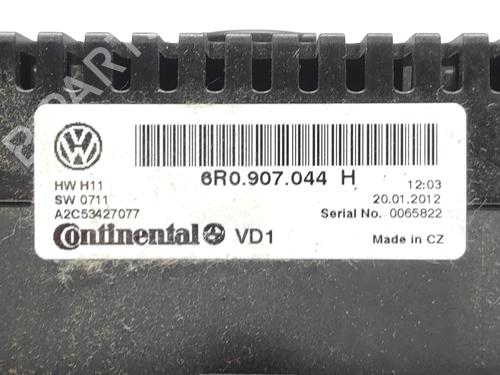 B-PARTS
6R0.907.044 H
HW H11
12:03
SW 0711
20.01.2012
A2C53427077
Serial No. 0065822
Continental VD1
Made in CZ